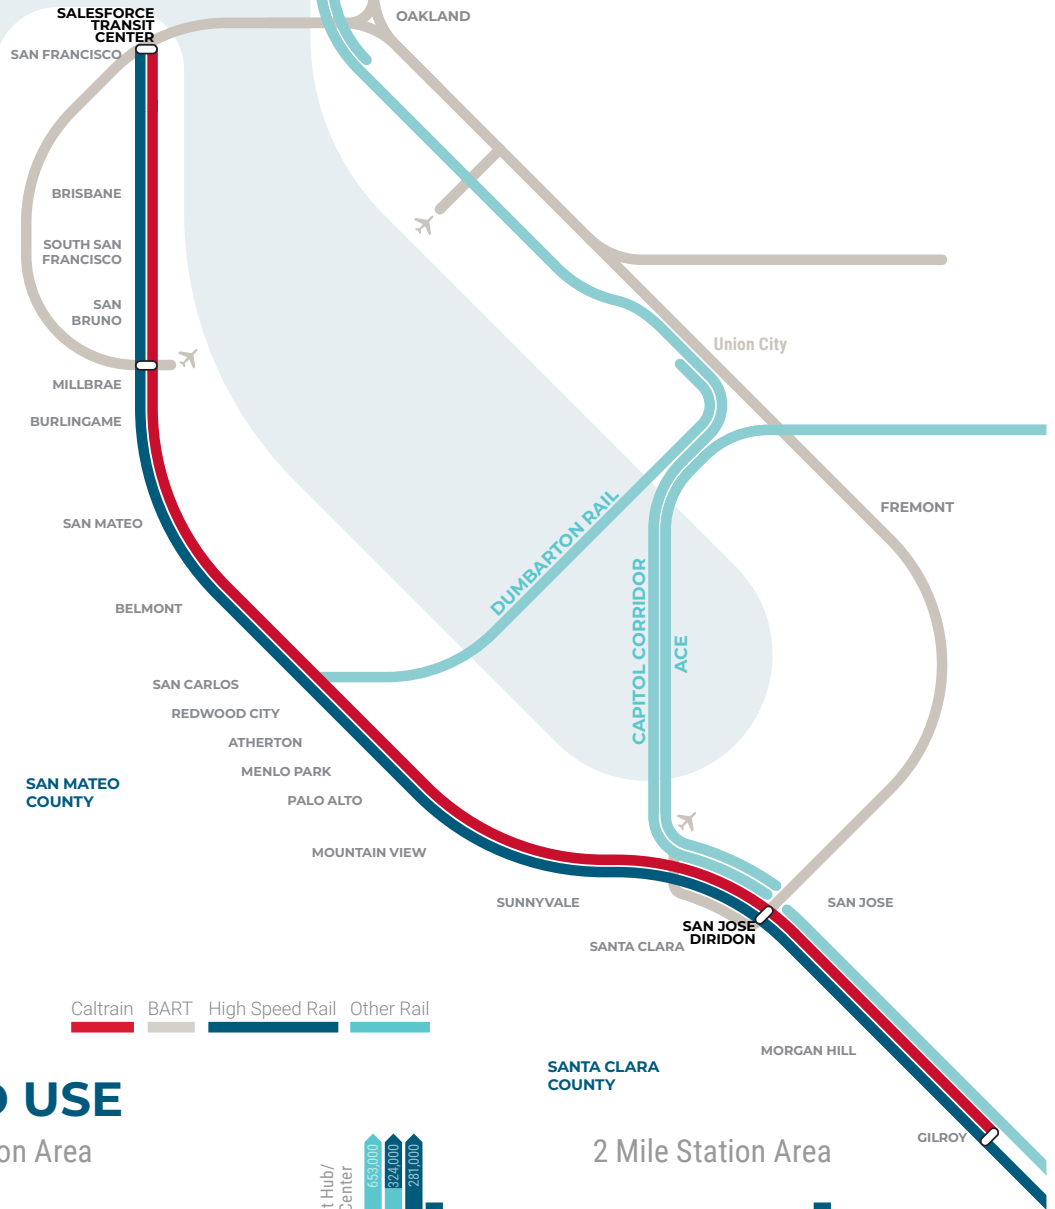 SALESFORCE
TRANSIT
CENTER
OAKLAND
SAN FRANCISCO
BRISBANE
SOUTH SAN
FRANCISCO
SAN
BRUNO
MILLBRAE
BURLINGAME
Union City
SAN MATEO
FREMONT
DUMBARTON RAIL
CAPITOL CORRIDOR
ACE
BELMONT
SAN CARLOS
REDWOOD CITY
ATHERTON
MENLO PARK
PALO ALTO
SAN MATEO
COUNTY
MOUNTAIN VIEW
SUNNYVALE
SAN JOSE
SAN JOSE
DIRIDON
SANTA CLARA
Caltrain BART High Speed Rail Other Rail
MORGAN HILL
SANTA CLARA
COUNTY
GILROY
USE
on Area
2 Mile Station Area
t Hub/
Center
653,000
324,000
281,000